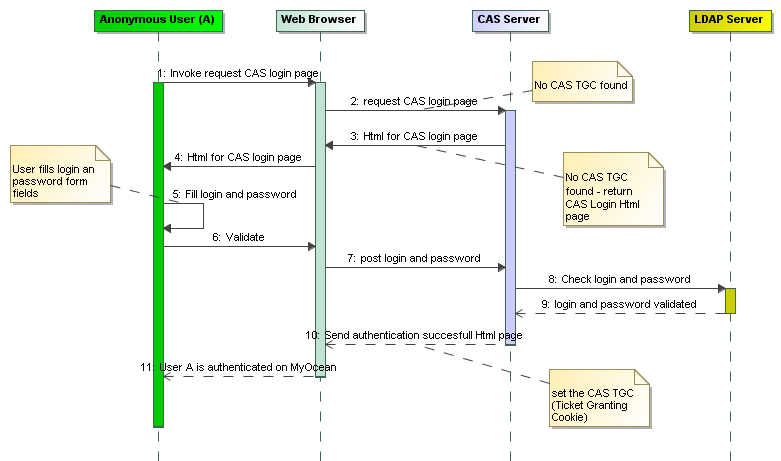 Anonymous User (A)
Web Browser
CAS Server
LDAP Server
1: Invoke request CAS login page
No CAS TGC found
2: request CAS login page
3: Html for CAS login page
4: Html for CAS login page
User fills login an
password form
fields
No CAS TGC
found - return
CAS Login Html
page
5: Fill login and password
6: Validate
7: post login and password
8: Check login and password
9: login and password validated
10: Send authentication succesfull Html page
11: User A is authenticated on MyOcean
set the CAS TGC
(Ticket Granting
Cookie)